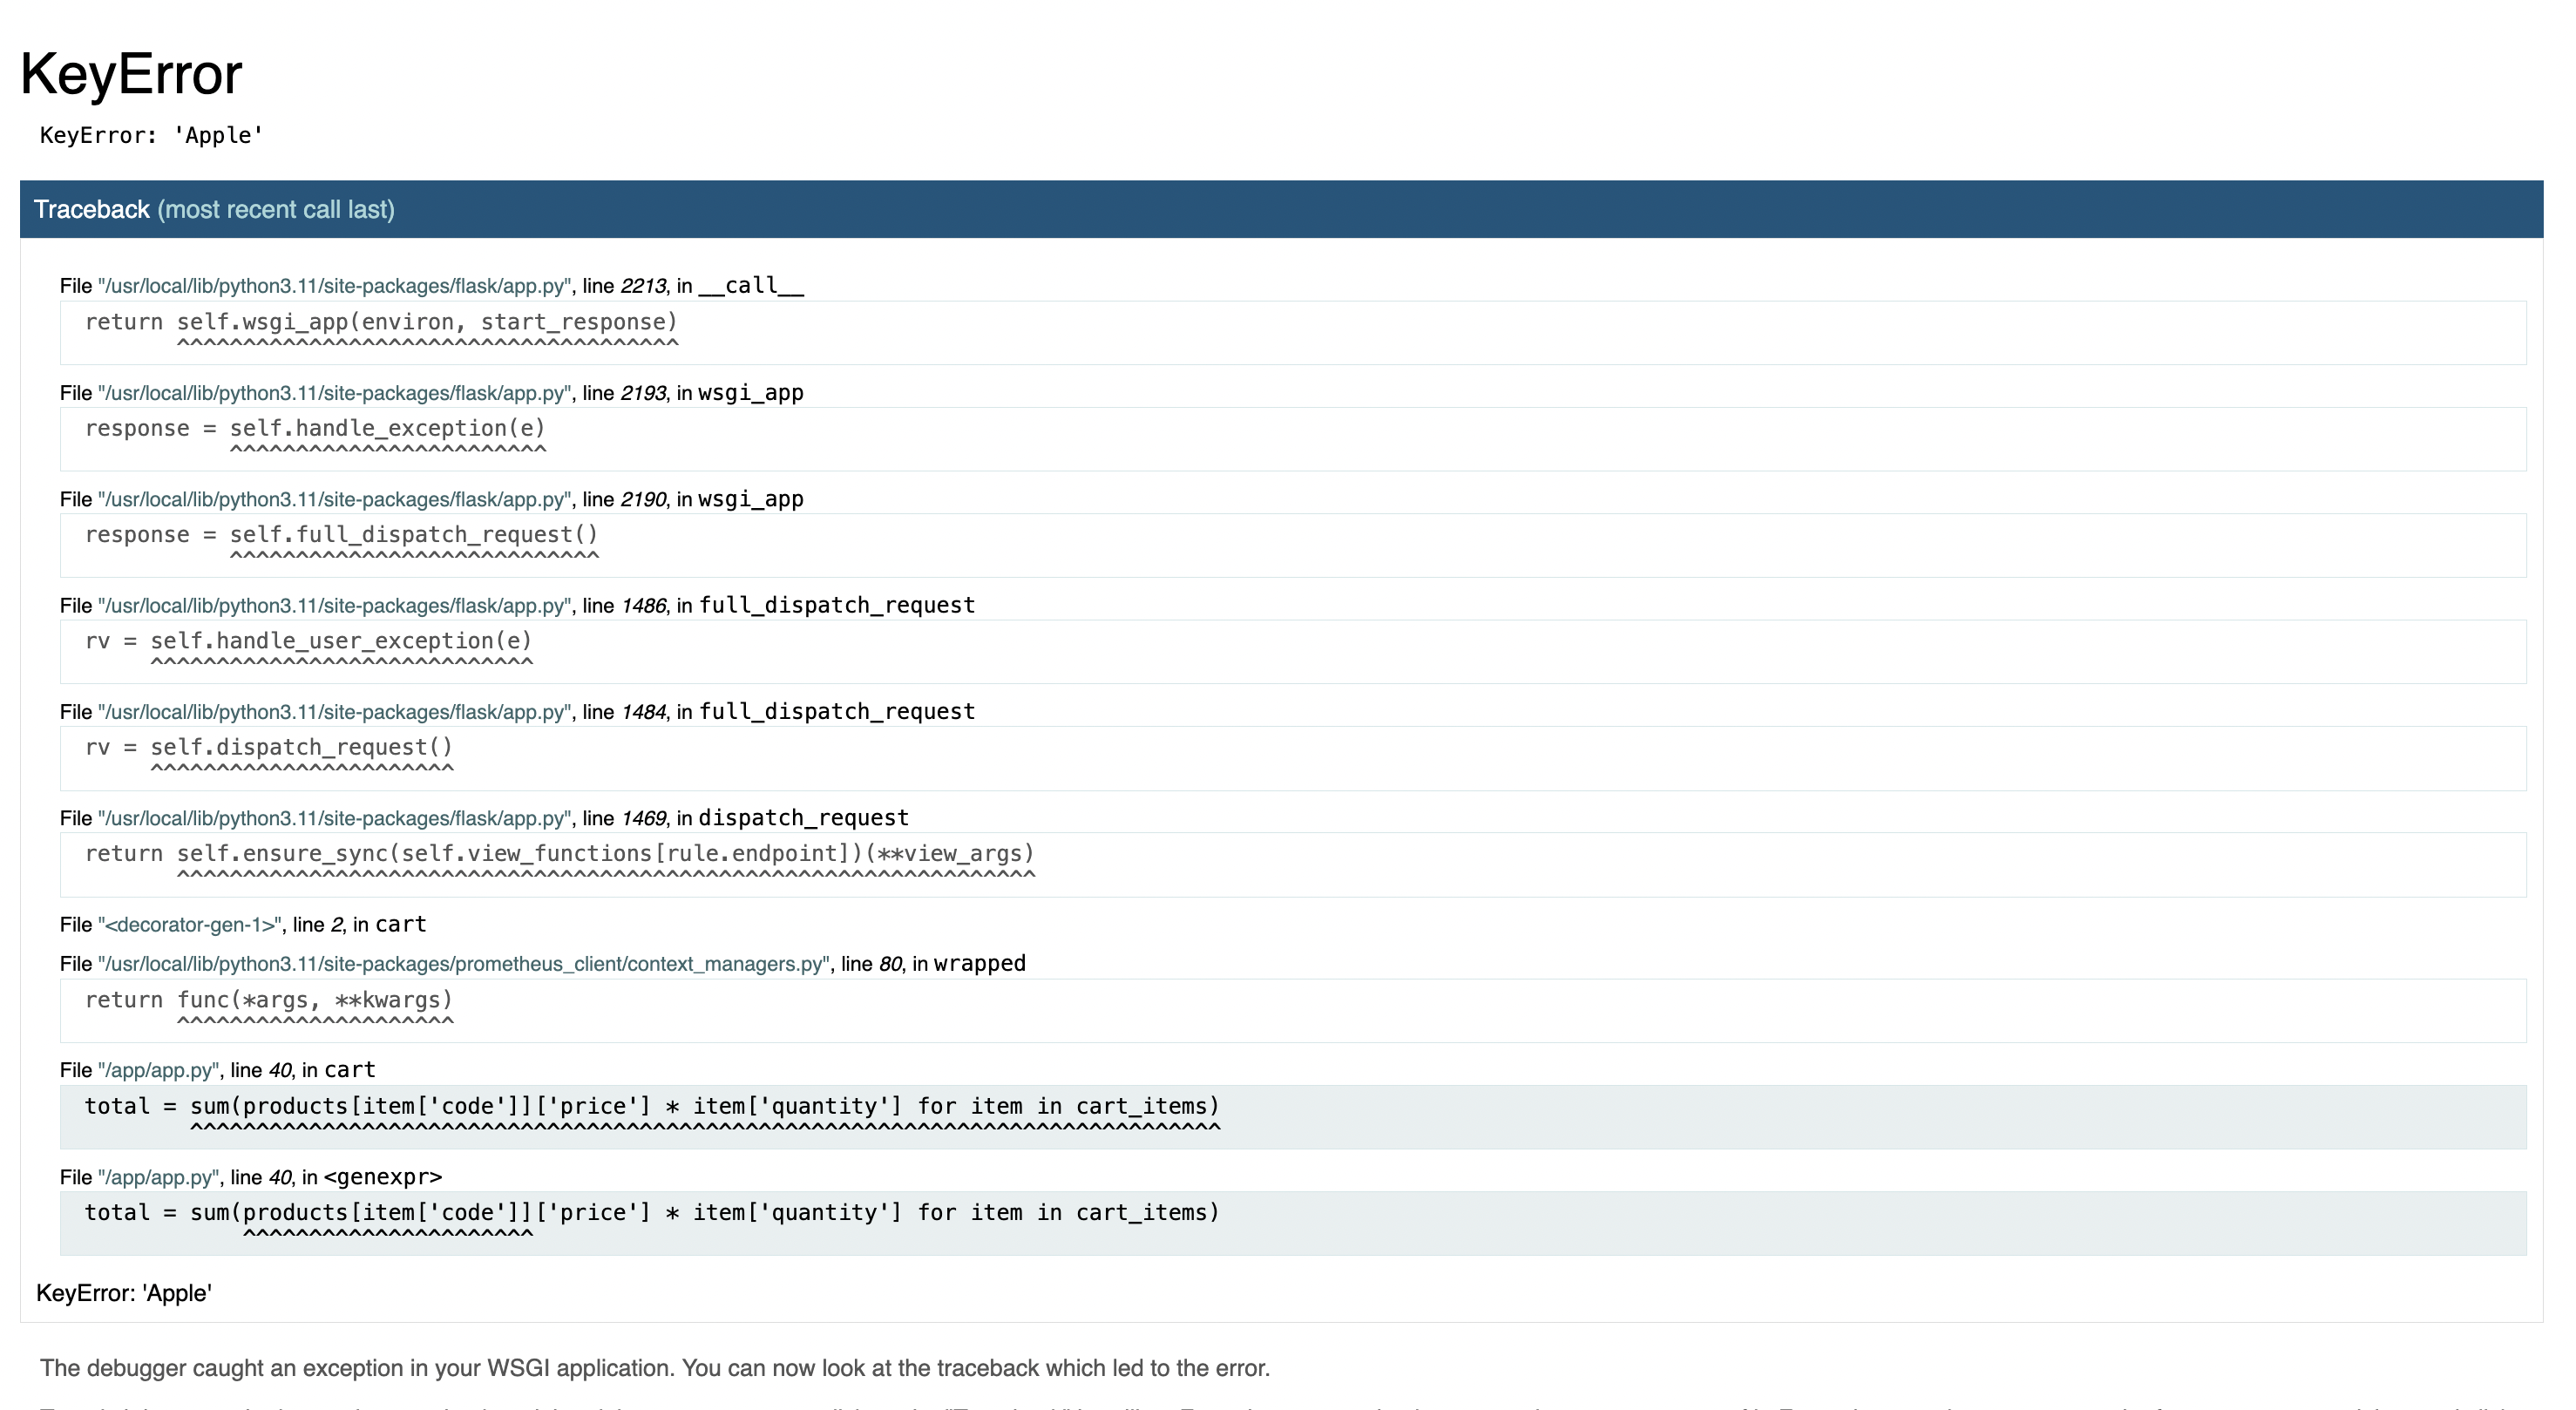 KeyError
KeyError: 'Apple'
Traceback (most recent call last)
File "/usr/local/lib/python3.11/site-packages/flask/app.py", line 2213, in __call__
return self.wsgi_app(environ, start_response)
^^^^^^^^^^^^^^^^^^^^^^^^^^^^^^^^^^^^^^
File "/usr/local/lib/python3.11/site-packages/flask/app.py", line 2193, in wsgi_app
response = self.handle_exception(e)
^^^^^^^^^^^^^^^^^^^^^^^^
File "/usr/local/lib/python3.11/site-packages/flask/app.py", line 2190, in wsgi_app
response = self.full_dispatch_request()
^^^^^^^^^^^^^^^^^^^^^^^^^^^^
File "/usr/local/lib/python3.11/site-packages/flask/app.py", line 1486, in full_dispatch_request
rv = self.handle_user_exception(e)
^^^^^^^^^^^^^^^^^^^^^^^^^^^^^
File "/usr/local/lib/python3.11/site-packages/flask/app.py", line 1484, in full_dispatch_request
rv = self.dispatch_request()
^^^^^^^^^^^^^^^^^^^^^^^
File "/usr/local/lib/python3.11/site-packages/flask/app.py", line 1469, in dispatch_request
return self.ensure_sync(self.view_functions[rule.endpoint])(**view_args)
^^^^^^^^^^^^^^^^^^^^^^^^^^^^^^^^^^^^^^^^^^^^^^^^^^^^^^^^^^^^^^^^^
File "<decorator-gen-1>", line 2, in cart
File "/usr/local/lib/python3.11/site-packages/prometheus_client/context_managers.py", line 80, in wrapped
return func(*args, **kwargs)
^^^^^^^^^^^^^^^^^^^^^
File "/app/app.py", line 40, in cart
total = sum(products[item['code']]['price'] * item['quantity'] for item in cart_items)
^^^^^^^^^^^^^^^^^^^^^^^^^^^^^^^^^^^^^^^^^^^^^^^^^^^^^^^^^^^^^^^^^^^^^^^^^^^^^^
File "/app/app.py", line 40, in <genexpr>
total = sum(products[item['code']]['price'] * item['quantity'] for item in cart_items)
^^^^^^^^^^^^^^^^^^^^^^
KeyError: 'Apple'
The debugger caught an exception in your WSGI application. You can now look at the traceback which led to the error.